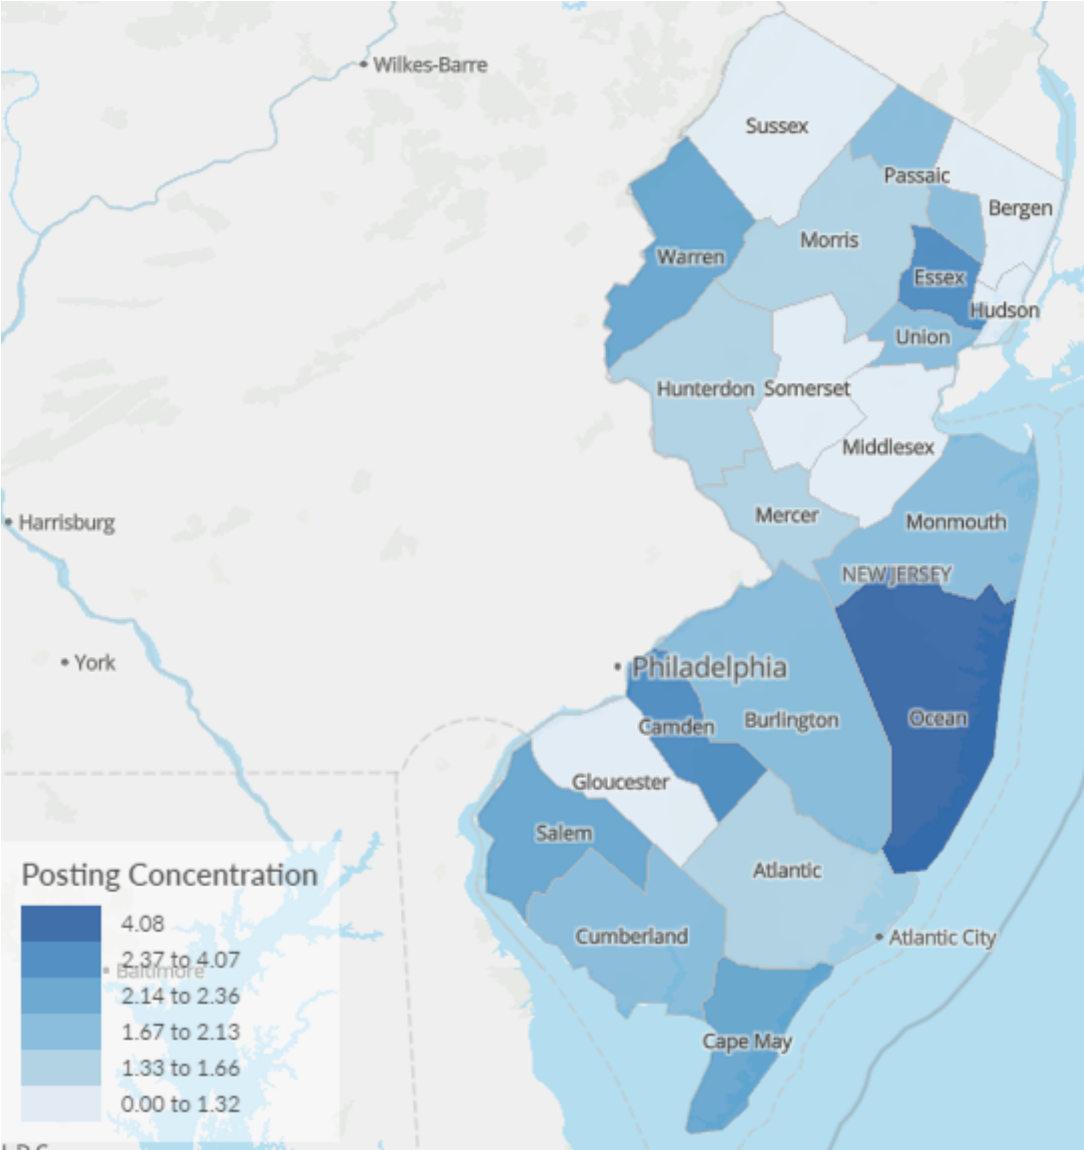 Wilkes-Barre
Sussex
Passaic
Bergen
Morris
Warren
Essex
Hudson
Union
Hunterdon
Somerset
Middlesex
Mercer
Monmouth
Harrisburg
NEW JERSEY
York
Philadelphia
Camden
Burlington
Ocean
Gloucester
Salem
Atlantic
Cumberland
Atlantic City
Cape May
Posting Concentration
4.08
2.37 to 4.07
Baltimore
2.14 to 2.36
1.67 to 2.13
1.33 to 1.66
0.00 to 1.32